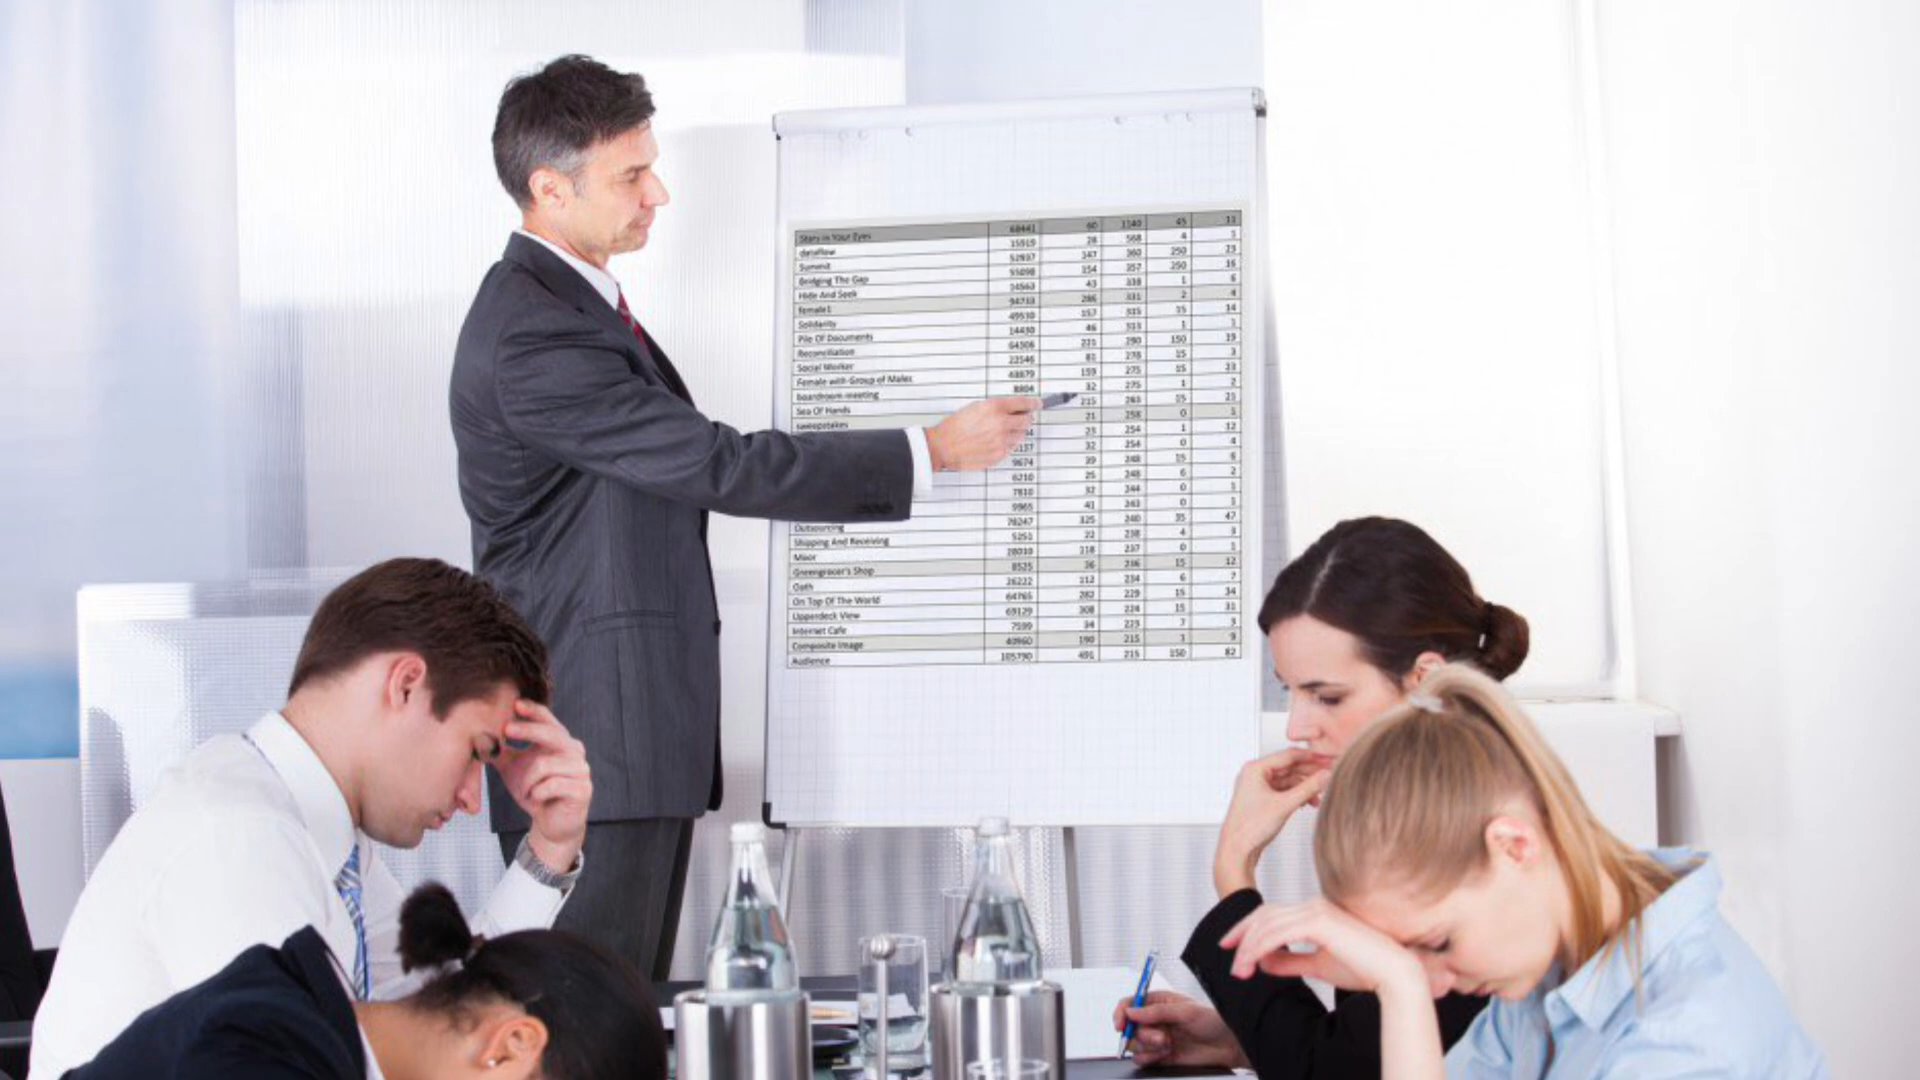 Stars in Your Eyes 68441 60 1140 45 11
dataflow 15919 28 568 4 1
Summit 52937 147 360 250 23
Bridging The Gap 55098 154 357 250 16
Hide And Seek 14563 43 338 1 6
female1 94733 286 331 2 4
Solidarity 49530 157 315 15 14
Pile Of Documents 14430 46 313 1 1
Reconciliation 64306 221 290 150 19
Social Worker 22546 81 278 15 3
Female with Group of Males 43879 159 275 15 23
boardroom meeting 8804 32 275 1 2
Sea Of Hands 215 263 15 21
sweepstakes 21 258 0 1
23 254 1 12
32 254 0 4
9674 39 248 15 6
6210 25 248 6 2
7810 32 244 0 1
9965 41 243 0 1
Outsourcing 78247 325 240 35 47
Shipping And Receiving 5251 22 238 4 3
Moor 28010 118 237 0 1
Greengrocer's Shop 8525 36 236 15 12
Oath 26222 112 234 6 7
On Top Of The World 64765 282 229 15 34
Upperdeck View 69129 308 224 15 31
Internet Cafe 7599 34 223 7 3
Composite Image 40960 190 215 1 9
Audience 105790 491 215 150 82